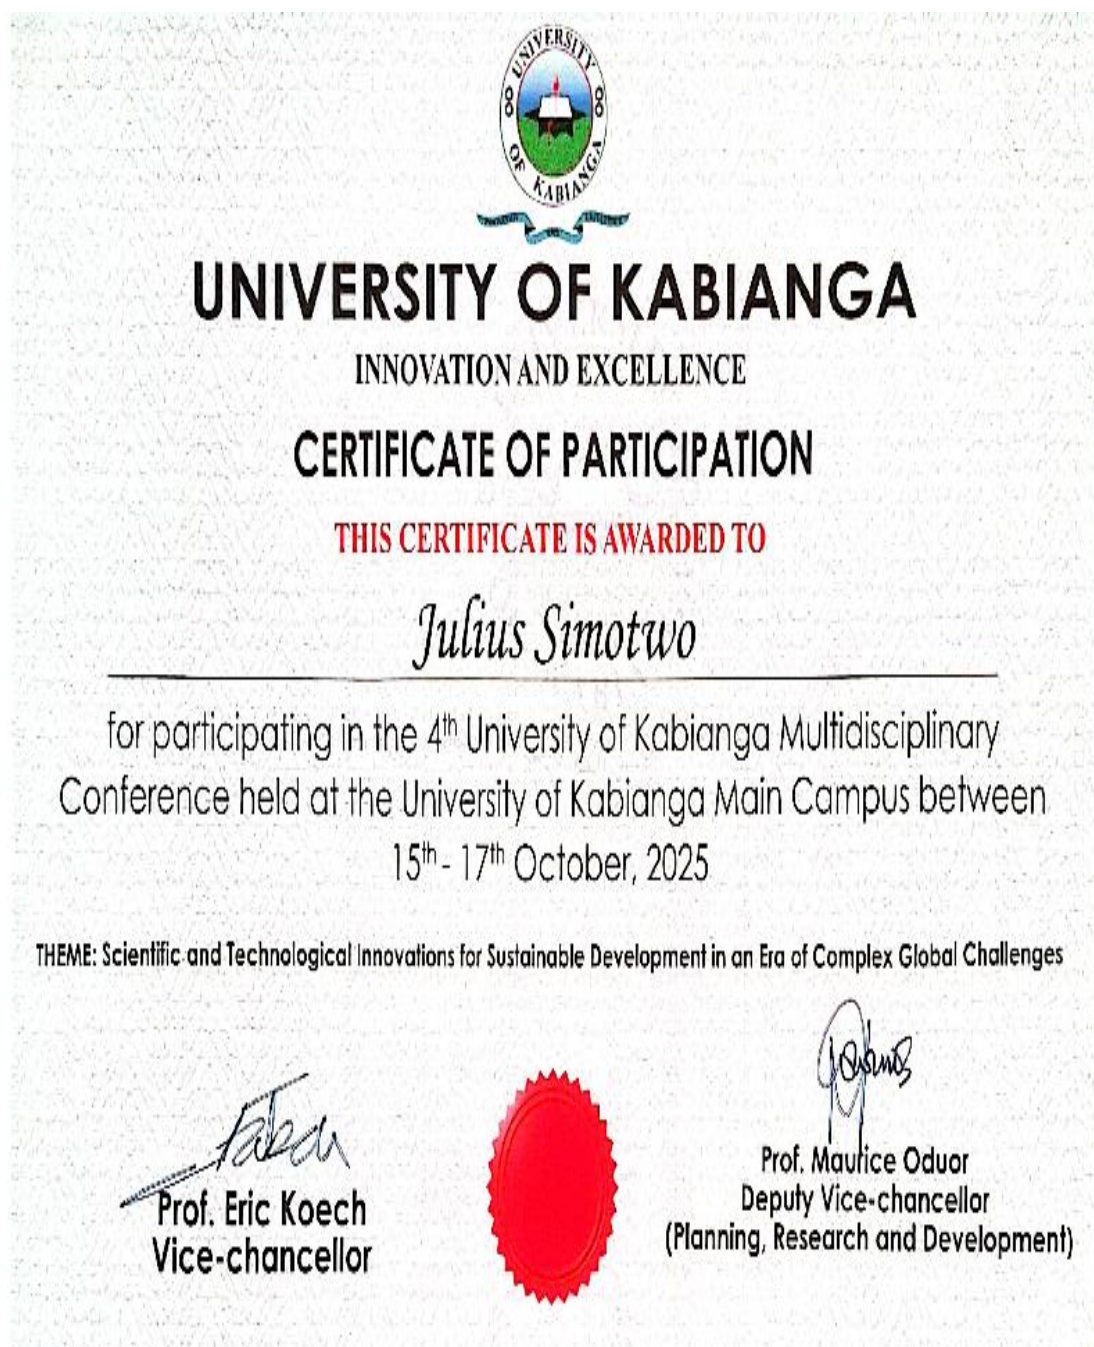 UNIVERSITY
OF KABIANGA
UNIVERSITY OF KABIANGA
INNOVATION AND EXCELLENCE
CERTIFICATE OF PARTICIPATION
THIS CERTIFICATE IS AWARDED TO
Julius Simotwo
for participating in the 4th University of Kabianga Multidisciplinary
Conference held at the University of Kabianga Main Campus between
15th - 17th October, 2025
THEME: Scientific and Technological Innovations for Sustainable Development in an Era of Complex Global Challenges
Prof. Eric Koech
Vice-chancellor
Prof. Maurice Oduor
Deputy Vice-chancellor
(Planning, Research and Development)